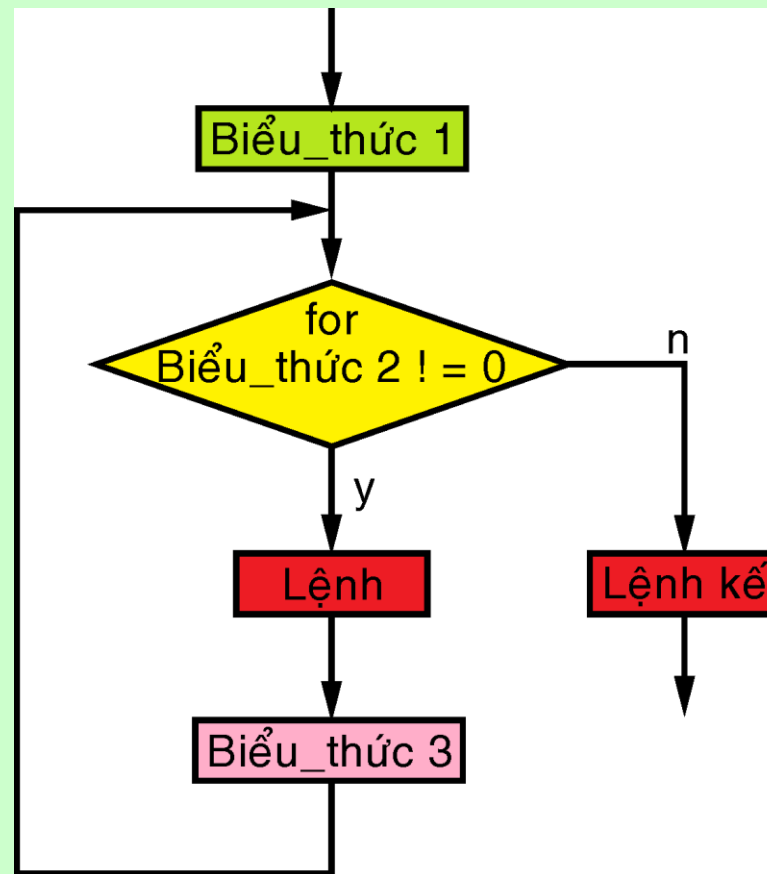 Biểu_thức 1
for
Biểu_thức 2 ! = 0
n
y
Lệnh
Lệnh kế
Biểu_thức 3